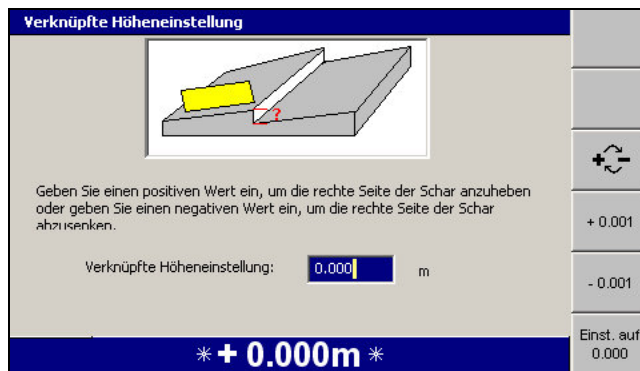 Verknüpfte Höheneinstellung
?
Geben Sie einen positiven Wert ein, um die rechte Seite der Schar anzuheben
oder geben Sie einen negativen Wert ein, um die rechte Seite der Schar
abzusenken.
Verknüpfte Höheneinstellung: 0.000 m
+ -
+ 0.001
- 0.001
Einst. auf
0.000
* + 0.000m *